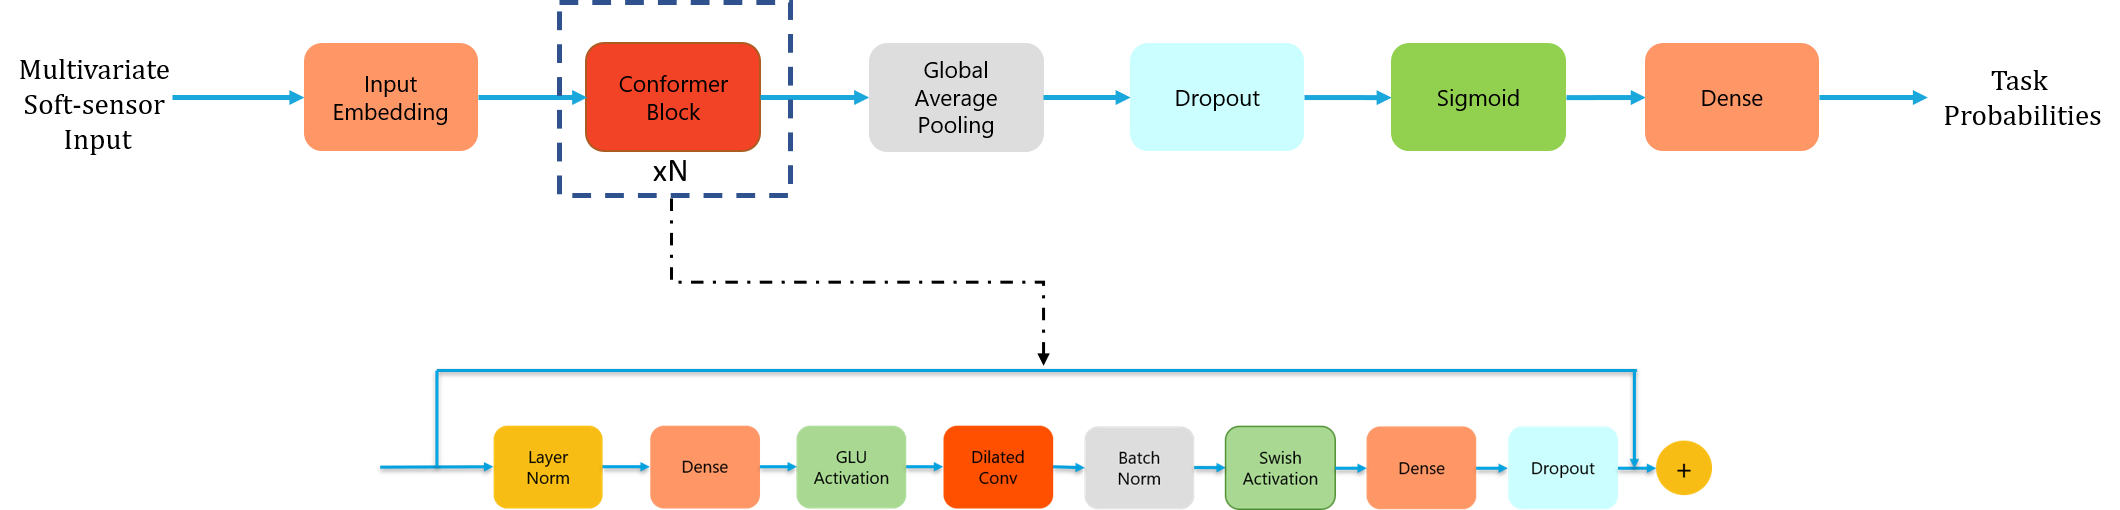 Multivariate
Soft-sensor
Input
Input
Embedding
Conformer
Block
xN
Global
Average
Pooling
Dropout
Sigmoid
Dense
Task
Probabilities
Layer
Norm
Dense
GLU
Activation
Dilated
Conv
Batch
Norm
Swish
Activation
Dense
Dropout
+